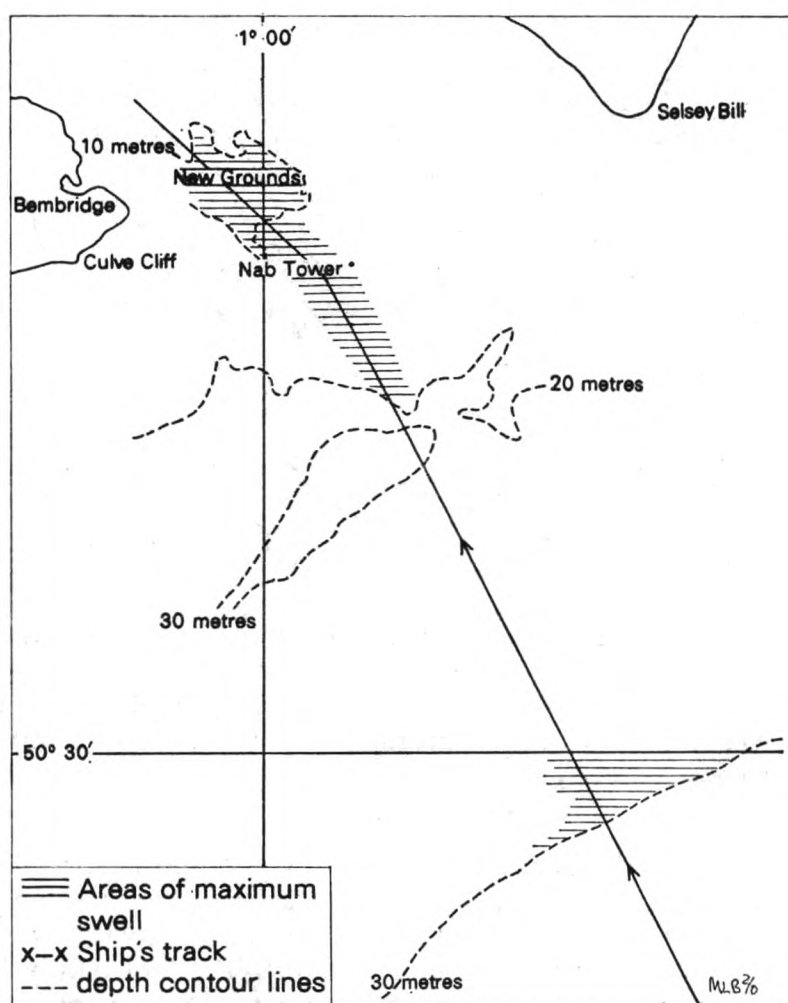 1° 00′
Selsey Bill
10 metres
New Grounds
Bembridge
Culve Cliff
Nab Tower
20 metres
30 metres
50° 30′
Areas of maximum
swell
x–x Ship's track
--- depth contour lines
30 metres